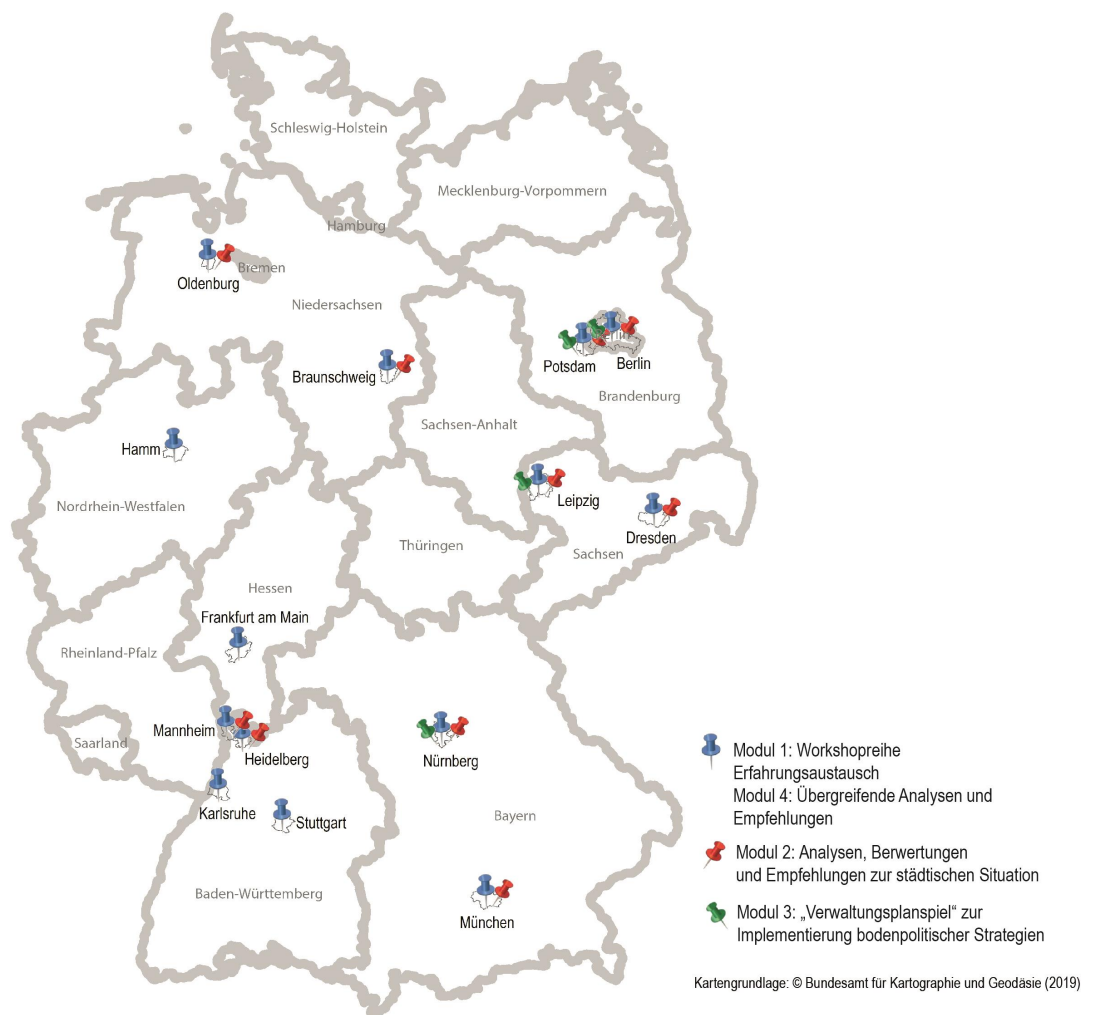 Schleswig-Holstein
Mecklenburg-Vorpommern
Hamburg
Bremen
Oldenburg
Niedersachsen
Braunschweig
Potsdam
Berlin
Brandenburg
Sachsen-Anhalt
Hamm
Nordrhein-Westfalen
Leipzig
Dresden
Sachsen
Thüringen
Hessen
Frankfurt am Main
Rheinland-Pfalz
Mannheim
Saarland
Heidelberg
Nürnberg
Karlsruhe
Stuttgart
Bayern
Baden-Württemberg
München
Modul 1: Workshopreihe
Erfahrungsaustausch
Modul 4: Übergreifende Analysen und
Empfehlungen
Modul 2: Analysen, Berwertungen
und Empfehlungen zur städtischen Situation
Modul 3: „Verwaltungsplanspiel“ zur
Implementierung bodenpolitischer Strategien
Kartengrundlage: © Bundesamt für Kartographie und Geodäsie (2019)